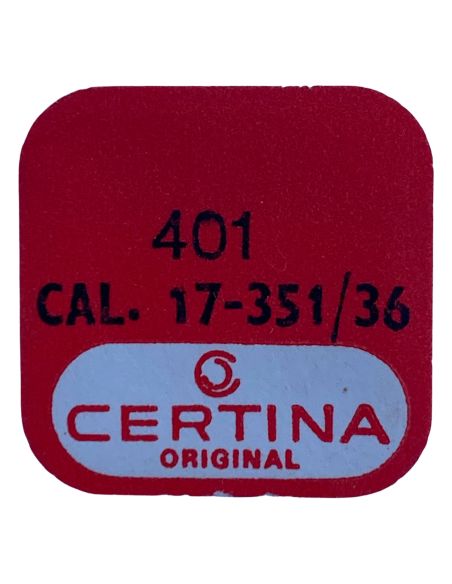 401
CAL. 17-351/36
CERTINA
ORIGINAL